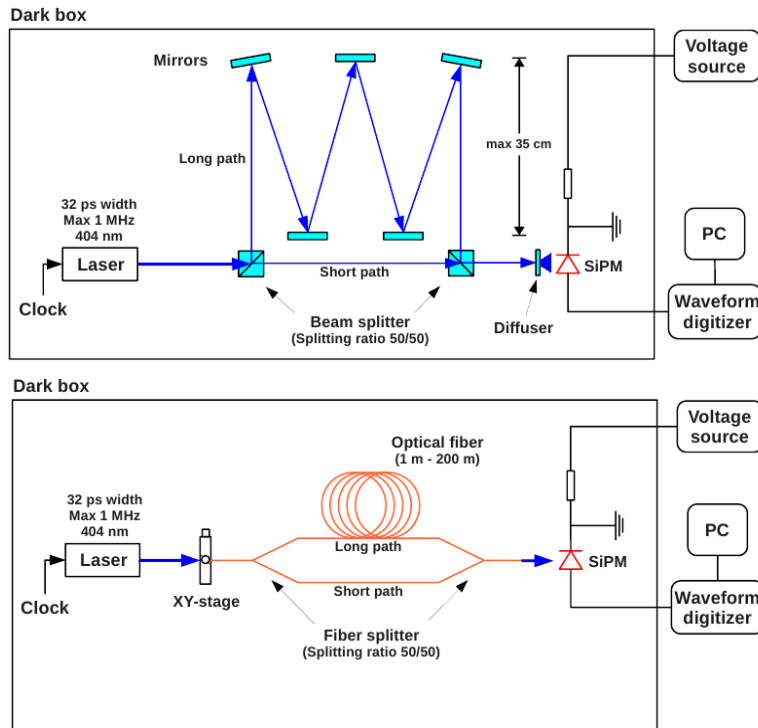 Dark box
Mirrors
Voltage
source
max 35 cm
Long path
32 ps width
Max 1 MHz
404 nm
Laser
Clock
Short path
Beam splitter
(Splitting ratio 50/50)
Diffuser
SiPM
PC
Waveform
digitizer
Dark box
Voltage
source
Optical fiber
(1 m - 200 m)
32 ps width
Max 1 MHz
404 nm
Laser
Clock
XY-stage
Long path
Short path
Fiber splitter
(Splitting ratio 50/50)
SiPM
PC
Waveform
digitizer